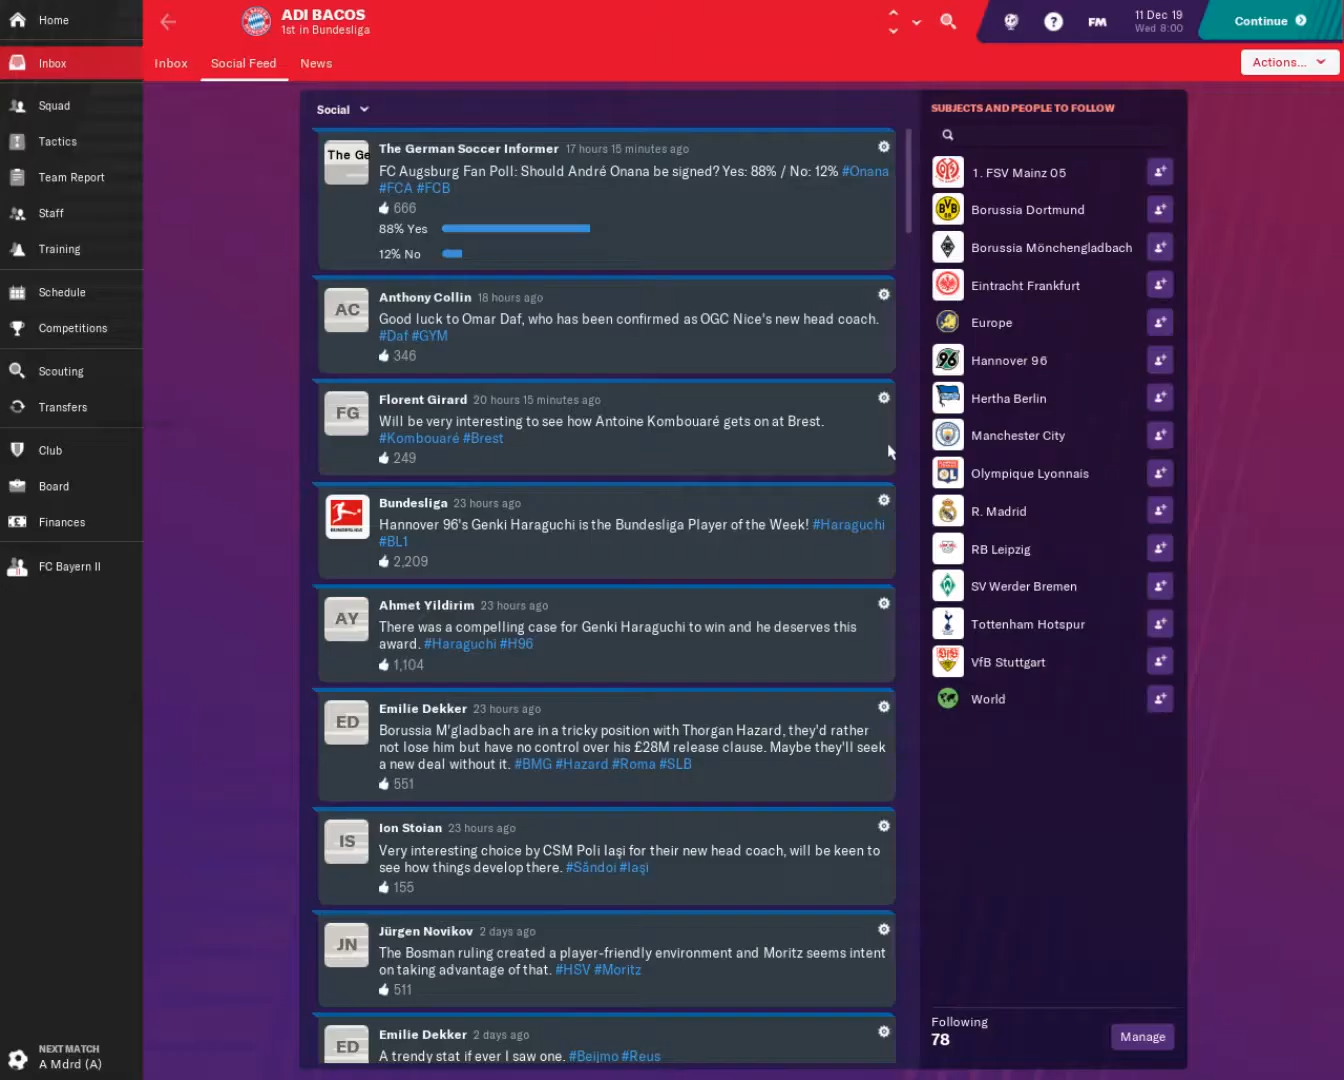 Home
Inbox
Squad
Tactics
Team Report
Staff
Training
Schedule
Competitions
Scouting
Transfers
Club
Board
Finances
FC Bayern II
NEXT MATCH
A Mdrd (A)
ADI BACOS
1st in Bundesliga
FM
11 Dec 19
Wed 8:00
Continue
Inbox
Social Feed
News
Actions...
Social
The Ge
The German Soccer Informer 17 hours 15 minutes ago
FC Augsburg Fan Poll: Should André Onana be signed? Yes: 88% / No: 12% #Onana
#FCA #FCB
666
88% Yes
12% No
AC
Anthony Collin 18 hours ago
Good luck to Omar Daf, who has been confirmed as OGC Nice's new head coach.
#Daf #GYM
346
FG
Florent Girard 20 hours 15 minutes ago
Will be very interesting to see how Antoine Kombouaré gets on at Brest.
#Kombouaré #Brest
249
Bundesliga 23 hours ago
Hannover 96's Genki Haraguchi is the Bundesliga Player of the Week! #Haraguchi
#BL1
2,209
AY
Ahmet Yildirim 23 hours ago
There was a compelling case for Genki Haraguchi to win and he deserves this
award. #Haraguchi #H96
1,104
ED
Emilie Dekker 23 hours ago
Borussia M'gladbach are in a tricky position with Thorgan Hazard, they'd rather
not lose him but have no control over his £28M release clause. Maybe they'll seek
a new deal without it. #BMG #Hazard #Roma #SLB
551
IS
Ion Stoian 23 hours ago
Very interesting choice by CSM Poli Iaşi for their new head coach, will be keen to
see how things develop there. #Săndoi #Iaşi
155
JN
Jürgen Novikov 2 days ago
The Bosman ruling created a player-friendly environment and Moritz seems intent
on taking advantage of that. #HSV #Moritz
511
ED
Emilie Dekker 2 days ago
A trendy stat if ever I saw one. #Beijmo #Reus
SUBJECTS AND PEOPLE TO FOLLOW
1. FSV Mainz 05
Borussia Dortmund
Borussia Mönchengladbach
Eintracht Frankfurt
Europe
Hannover 96
Hertha Berlin
Manchester City
Olympique Lyonnais
R. Madrid
RB Leipzig
SV Werder Bremen
Tottenham Hotspur
VfB Stuttgart
World
Following
78
Manage